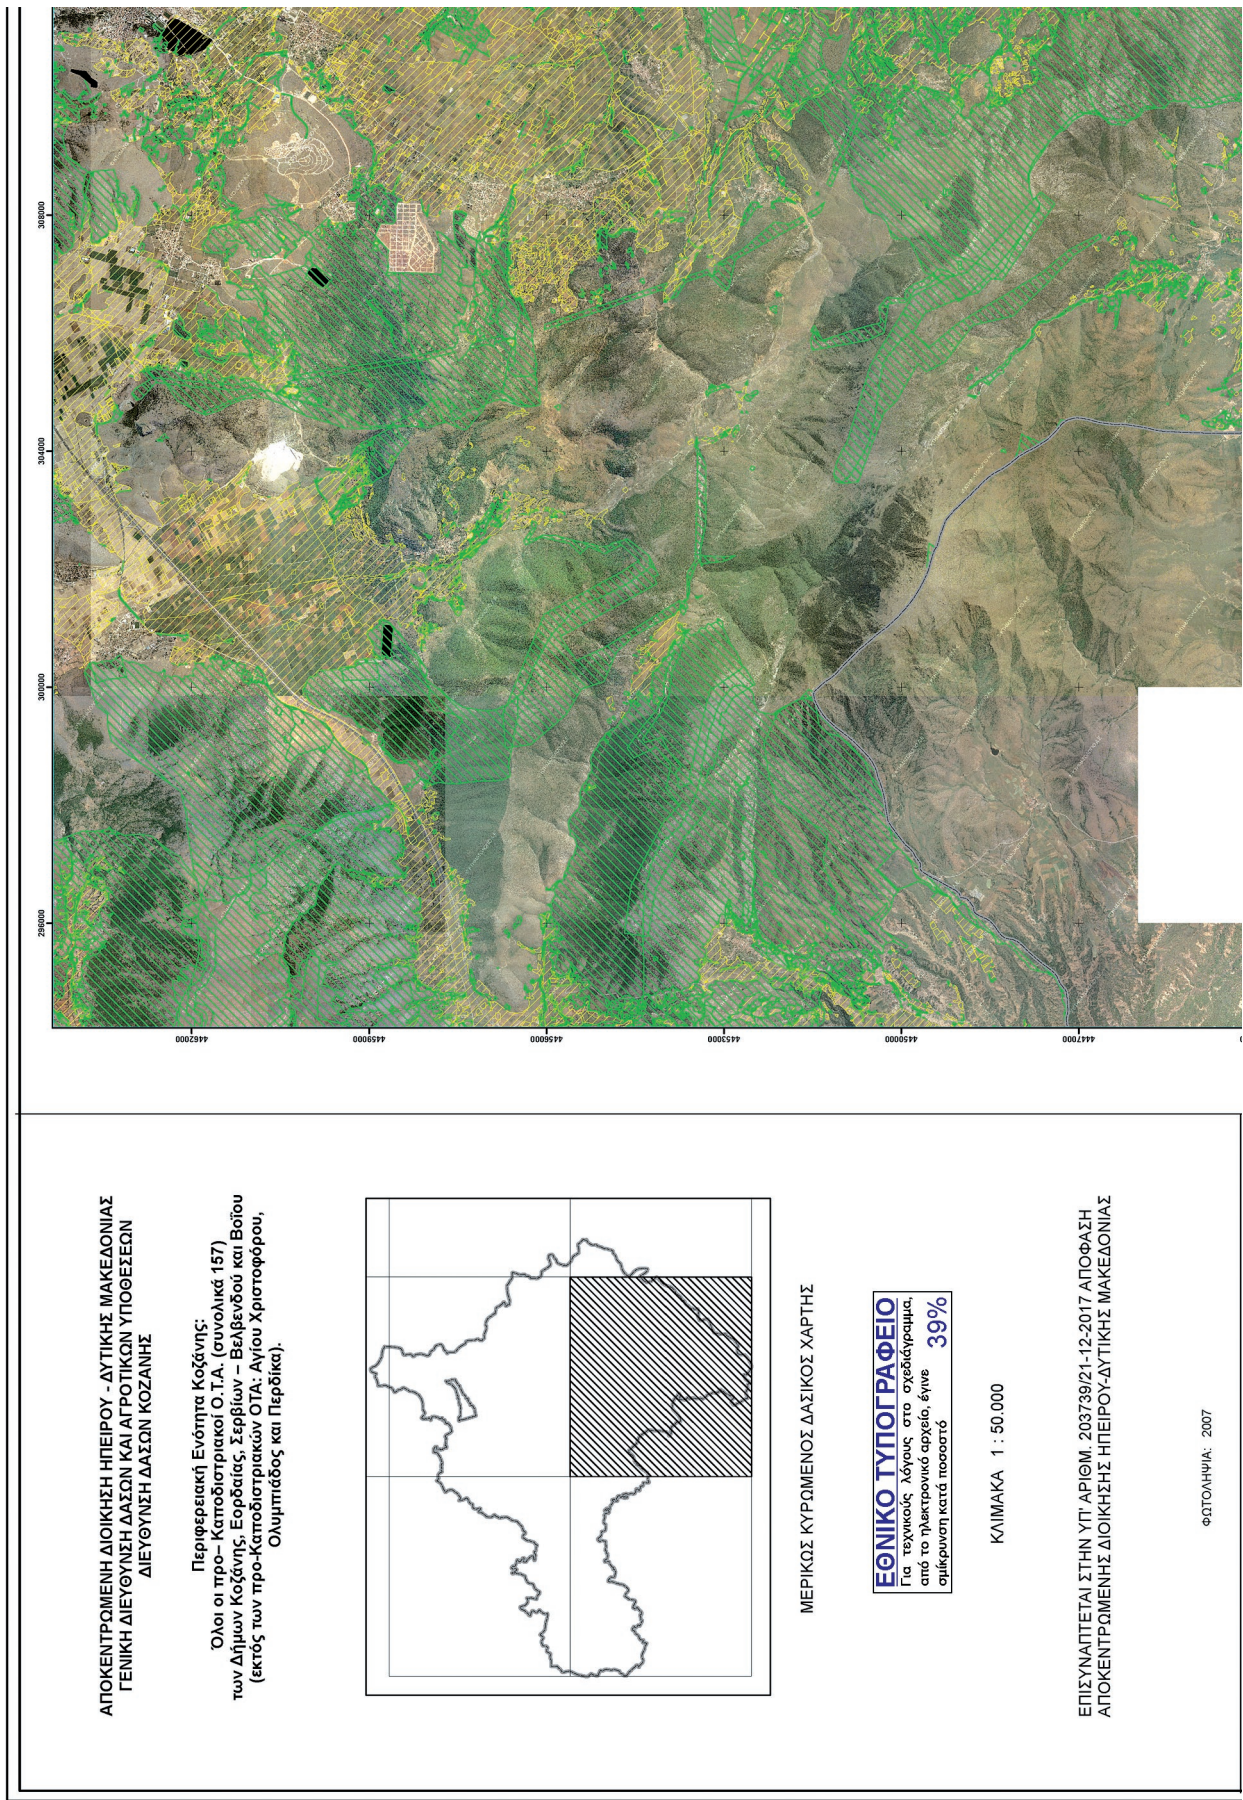 ΑΠΟΚΕΝΤΡΩΜΕΝΗ ΔΙΟΙΚΗΣΗ ΗΠΕΙΡΟΥ - ΔΥΤΙΚΗΣ ΜΑΚΕΔΟΝΙΑΣ
ΓΕΝΙΚΗ ΔΙΕΥΘΥΝΣΗ ΔΑΣΩΝ ΚΑΙ ΑΓΡΟΤΙΚΩΝ ΥΠΟΘΕΣΕΩΝ
ΔΙΕΥΘΥΝΣΗ ΔΑΣΩΝ ΚΟΖΑΝΗΣ
Περιφερειακή Ενότητα Κοζάνης:
Όλοι οι προ– Καποδιστριακοί Ο.Τ.Α. (συνολικά 157)
των Δήμων Κοζάνης, Εορδαίας, Σερβίων – Βελβενδού και Βοΐου
(εκτός των προ-Καποδιστριακών ΟΤΑ: Αγίου Χριστοφόρου,
Ολυμπιάδος και Περδίκα).
ΜΕΡΙΚΩΣ ΚΥΡΩΜΕΝΟΣ ΔΑΣΙΚΟΣ ΧΑΡΤΗΣ
ΕΘΝΙΚΟ ΤΥΠΟΓΡΑΦΕΙΟ
Για τεχνικούς λόγους στο σχεδιάγραμμα,
από το ηλεκτρονικό αρχείο, έγινε
σμίκρυνση κατά ποσοστό 39%
ΚΛΙΜΑΚΑ 1 : 50.000
ΕΠΙΣΥΝΑΠΤΕΤΑΙ ΣΤΗΝ ΥΠ' ΑΡΙΘΜ. 203739/21-12-2017 ΑΠΟΦΑΣΗ
ΑΠΟΚΕΝΤΡΩΜΕΝΗΣ ΔΙΟΙΚΗΣΗΣ ΗΠΕΙΡΟΥ-ΔΥΤΙΚΗΣ ΜΑΚΕΔΟΝΙΑΣ
ΦΩΤΟΛΗΨΙΑ: 2007
296000
300000
304000
308000
4462000
4459000
4456000
4453000
4450000
4447000